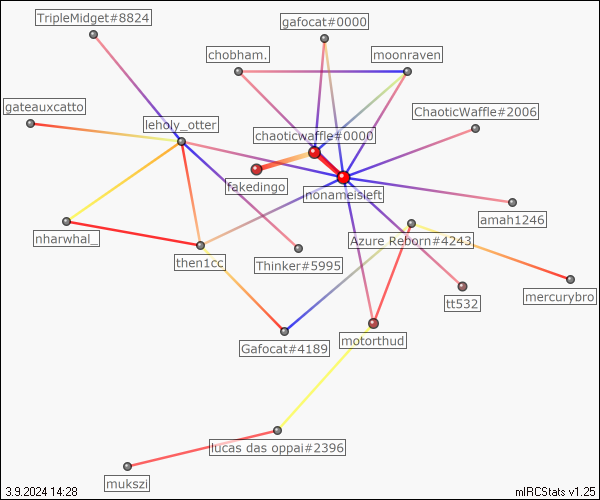 TripleMidget#8824
gafocat#0000
chobham.
moonraven
gateauxcatto
ChaoticWaffle#2006
leholy_otter
chaoticwaffle#0000
fakedingo
nonameisleft
amah1246
nharwhal_
Azure Reborn#4243
then1cc
Thinker#5995
mercurybro
tt532
Gafocat#4189
motorthud
lucas das oppai#2396
mukszi
3.9.2024 14:28
mIRCStats v1.25